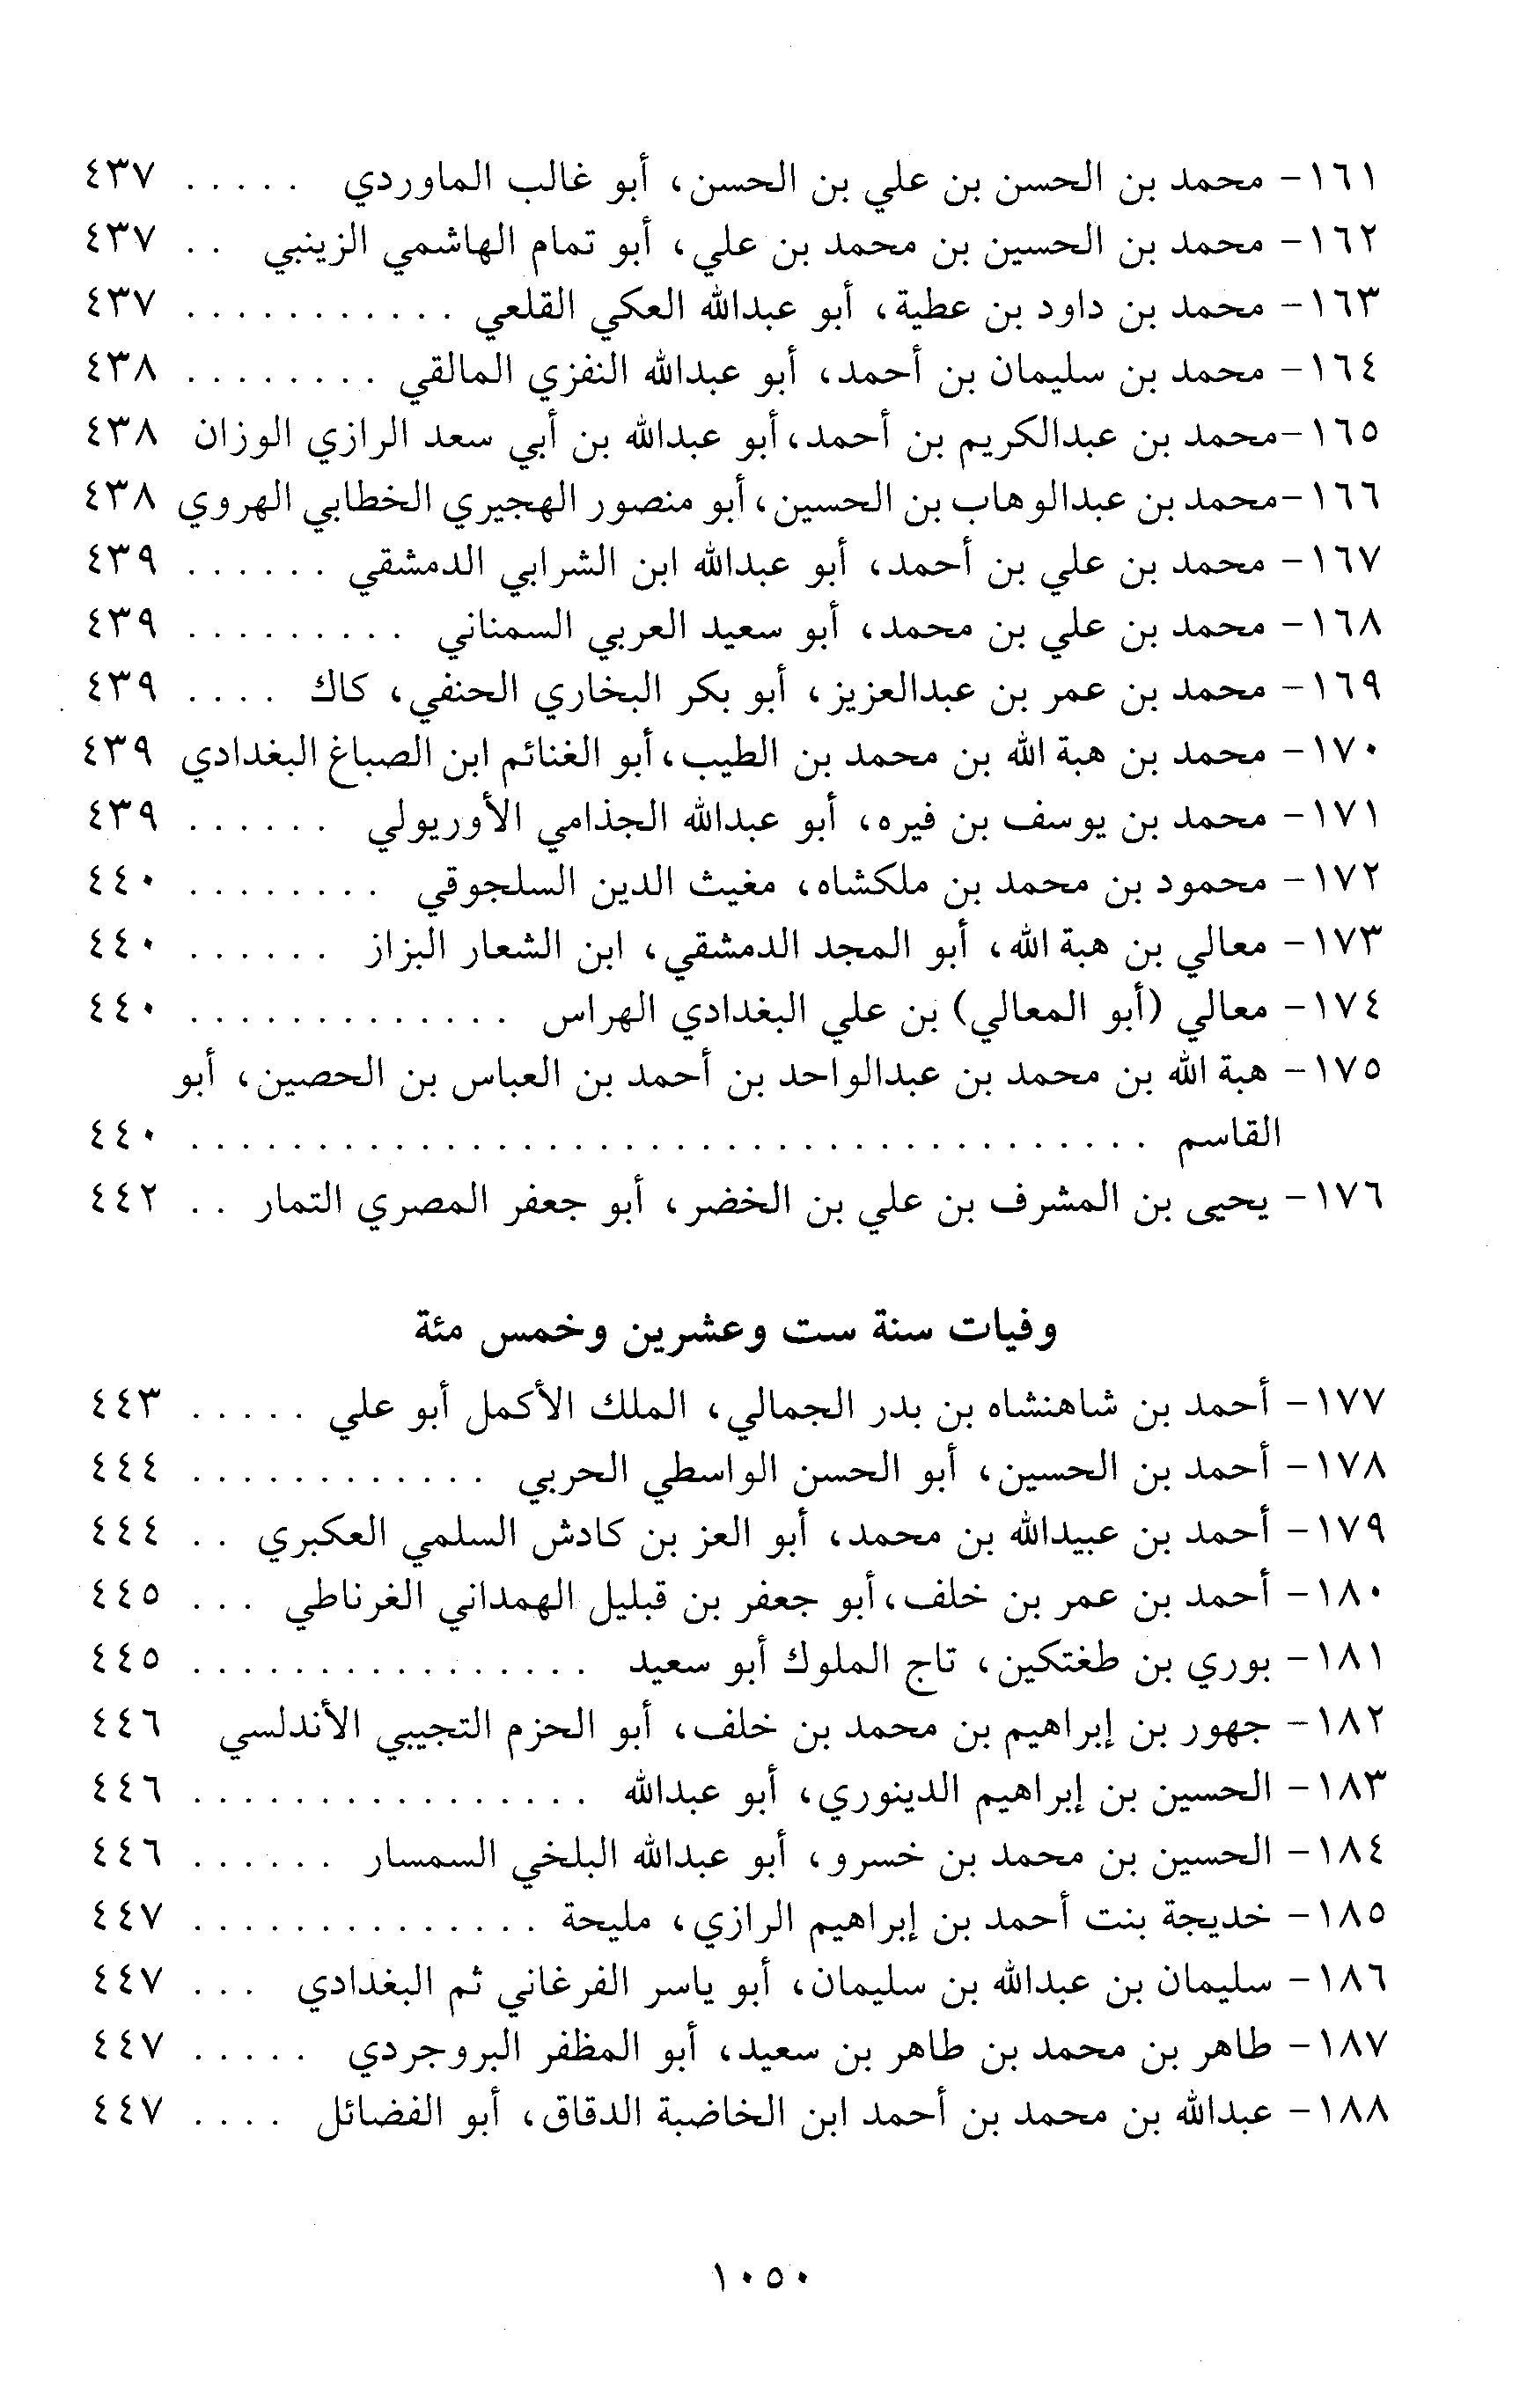 ١٦١- محمد بن الحسن بن علي بن الحسن، أبو غالب الماوردي . . . . . ٤٣٧
١٦٢- محمد بن الحسين بن محمد بن علي، أبو تمام الهاشمي الزينبي . . ٤٣٧
١٦٣- محمد بن داود بن عطية، أبو عبدالله العكي القلعي . . . . . . . . . . . ٤٣٧
١٦٤- محمد بن سليمان بن أحمد، أبو عبدالله النفزي المالقي . . . . . . . . ٤٣٨
١٦٥-محمد بن عبدالكريم بن أحمد،أبو عبدالله بن أبي سعد الرازي الوزان ٤٣٨
١٦٦-محمد بن عبدالوهاب بن الحسين،أبو منصور الهجيري الخطابي الهروي ٤٣٨
١٦٧- محمد بن علي بن أحمد، أبو عبدالله ابن الشرابي الدمشقي . . . . . . ٤٣٩
١٦٨- محمد بن علي بن محمد، أبو سعيد العربي السمناني . . . . . . . . . ٤٣٩
١٦٩- محمد بن عمر بن عبدالعزيز، أبو بكر البخاري الحنفي، كاك . . . . ٤٣٩
١٧٠- محمد بن هبة الله بن محمد بن الطيب،أبو الغنائم ابن الصباغ البغدادي ٤٣٩
١٧١- محمد بن يوسف بن فيره، أبو عبدالله الجذامي الأوريولي . . . . . . ٤٣٩
١٧٢- محمود بن محمد بن ملكشاه، مغيث الدين السلجوقي . . . . . . . . ٤٤٠
١٧٣- معالي بن هبة الله، أبو المجد الدمشقي، ابن الشعار البزاز . . . . . . ٤٤٠
١٧٤- معالي (أبو المعالي) بن علي البغدادي الهراس . . . . . . . . . . . . . ٤٤٠
١٧٥- هبة الله بن محمد بن عبدالواحد بن أحمد بن العباس بن الحصين، أبو
القاسم . . . . . . . . . . . . . . . . . . . . . . . . . . . . . . . . . . . . . . ٤٤٠
١٧٦- يحيى بن المشرف بن علي بن الخضر، أبو جعفر المصري التمار . . ٤٤٢
وفيات سنة ست وعشرين وخمس مئة
١٧٧- أحمد بن شاهنشاه بن بدر الجمالي، الملك الأكمل أبو علي . . . . . ٤٤٣
١٧٨- أحمد بن الحسين، أبو الحسن الواسطي الحربي . . . . . . . . . . . . ٤٤٤
١٧٩- أحمد بن عبيدالله بن محمد، أبو العز بن كادش السلمي العكبري . . ٤٤٤
١٨٠- أحمد بن عمر بن خلف،أبو جعفر بن قبليل الهمداني الغرناطي . . . ٤٤٥
١٨١- بوري بن طغتكين، تاج الملوك أبو سعيد . . . . . . . . . . . . . . . . ٤٤٥
١٨٢- جهور بن إبراهيم بن محمد بن خلف، أبو الحزم التجيبي الأندلسي ٤٤٦
١٨٣- الحسين بن إبراهيم الدينوري، أبو عبدالله . . . . . . . . . . . . . . . . ٤٤٦
١٨٤- الحسين بن محمد بن خسرو، أبو عبدالله البلخي السمسار . . . . . . ٤٤٦
١٨٥- خديجة بنت أحمد بن إبراهيم الرازي، مليحة . . . . . . . . . . . . . . ٤٤٧
١٨٦- سليمان بن عبدالله بن سليمان، أبو ياسر الفرغاني ثم البغدادي . . . ٤٤٧
١٨٧- طاهر بن محمد بن طاهر بن سعيد، أبو المظفر البروجردي . . . . . ٤٤٧
١٨٨- عبدالله بن محمد بن أحمد ابن الخاضبة الدقاق، أبو الفضائل . . . . ٤٤٧
١٠٥٠